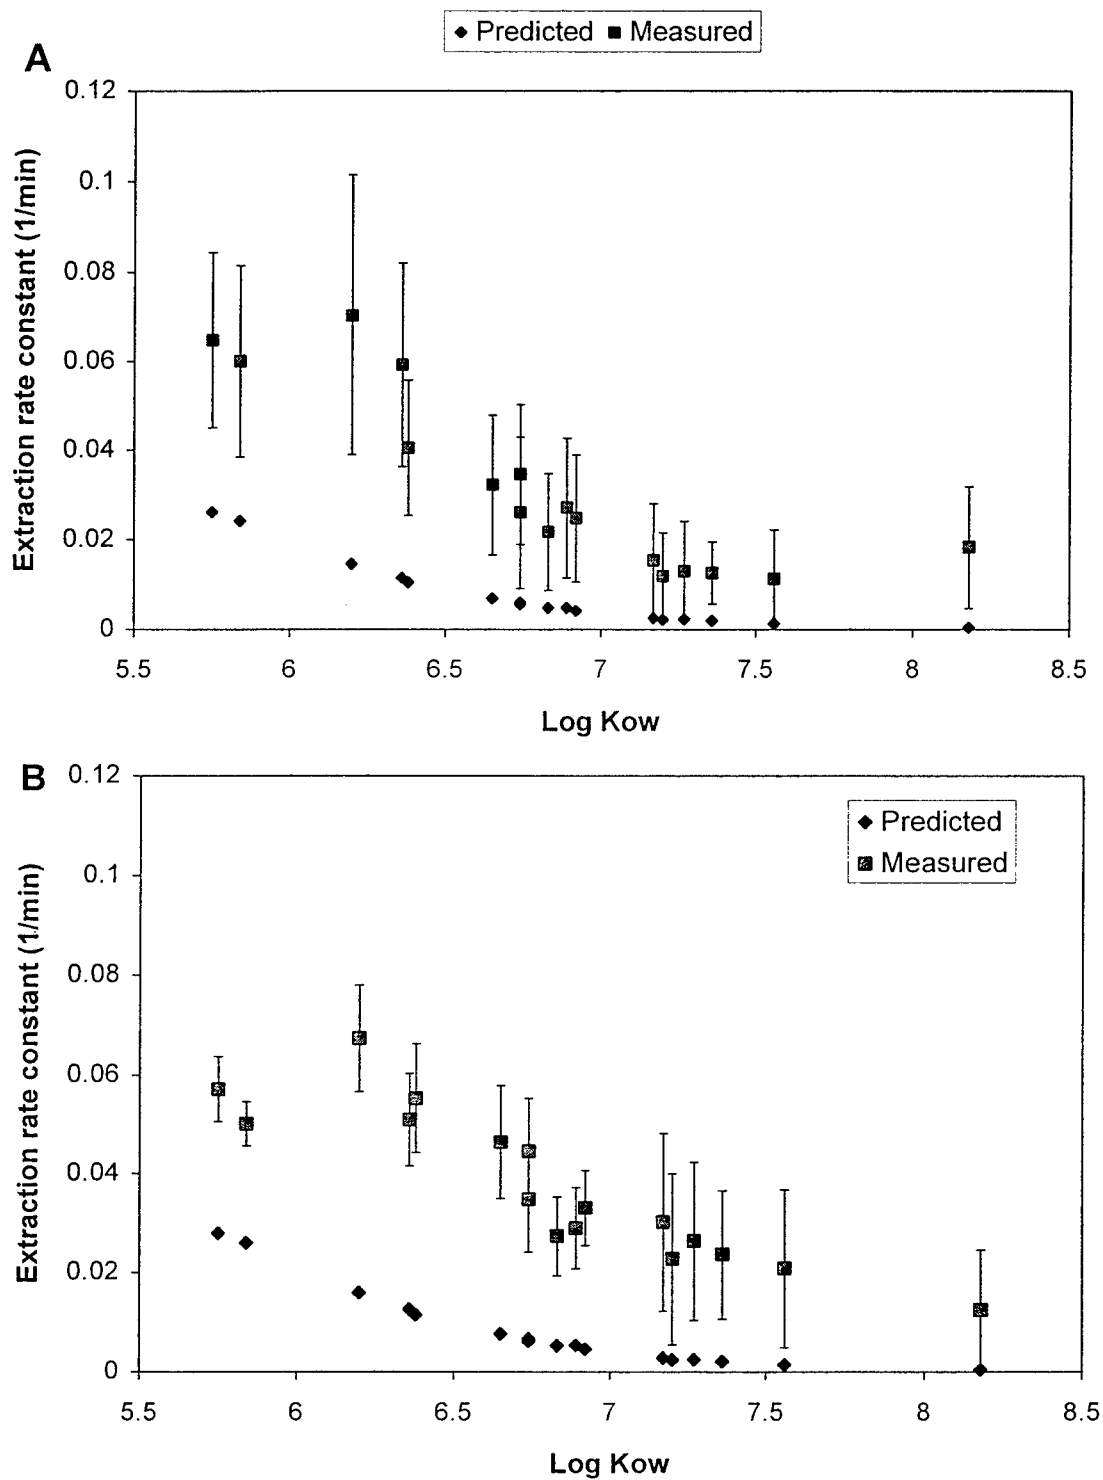 Predicted Measured
A
0.12
0.1
0.08
0.06
0.04
0.02
0
Extraction rate constant (1/min)
5.5 6 6.5 7 7.5 8 8.5
Log Kow
B
0.12
0.1
0.08
0.06
0.04
0.02
0
Extraction rate constant (1/min)
Predicted
Measured
5.5 6 6.5 7 7.5 8 8.5
Log Kow